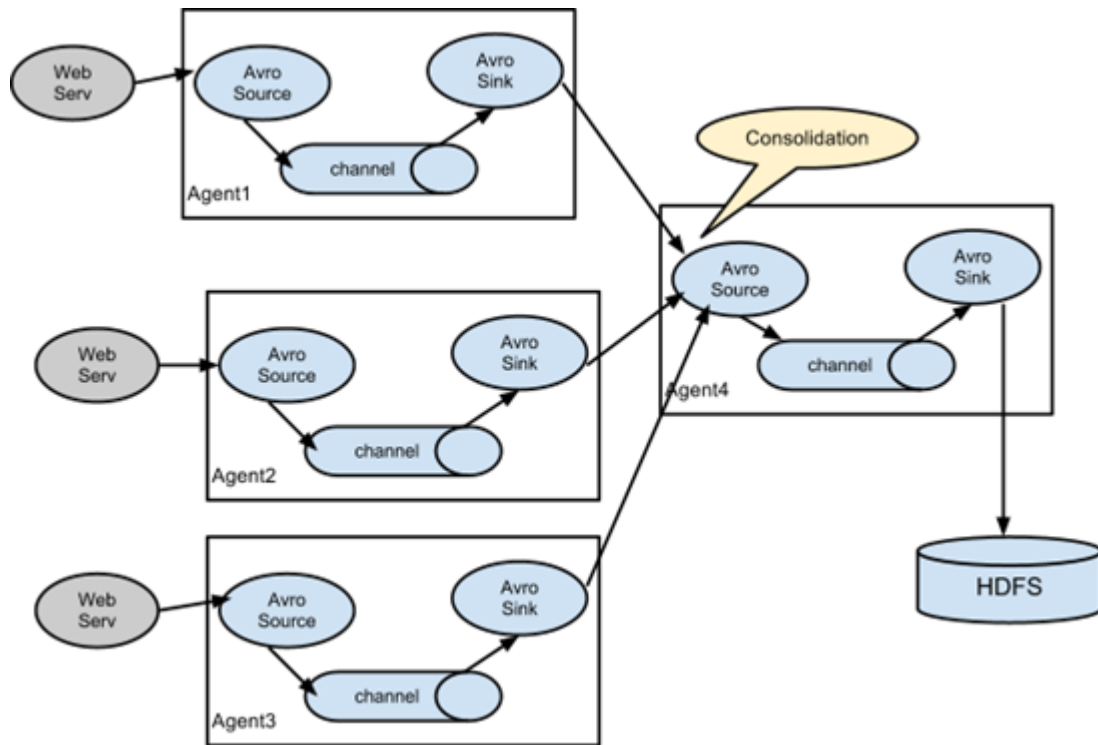 Web
Serv
Avro
Source
Avro
Sink
channel
Agent1
Consolidation
Web
Serv
Avro
Source
Avro
Sink
channel
Agent2
Avro
Source
Avro
Sink
channel
Agent4
Web
Serv
Avro
Source
Avro
Sink
channel
Agent3
HDFS